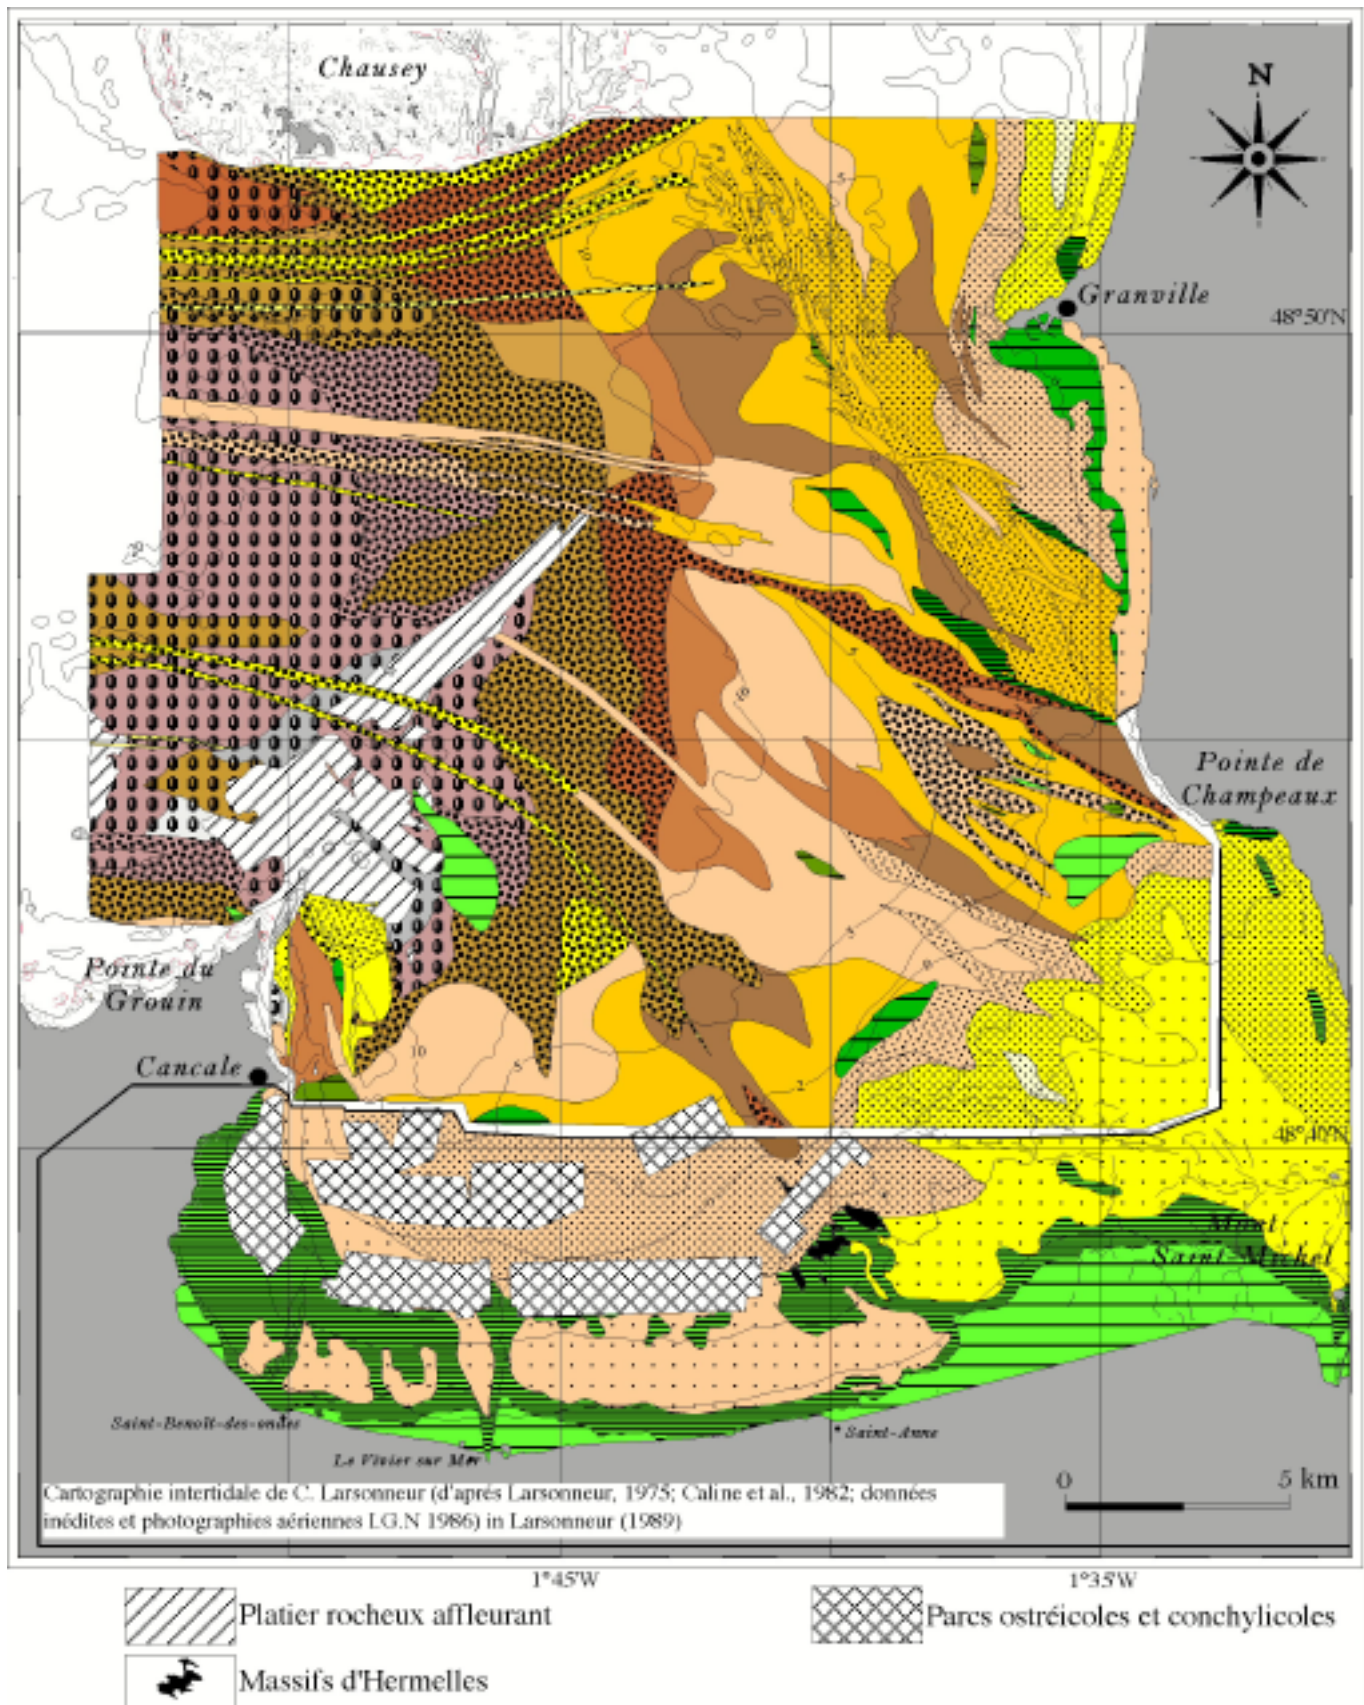 Chausey
N
Granville
48°50'N
Pointe de
Champeaux
Pointe du
Grouin
Cancale
48°40'N
Mont
Saint-Michel
Saint-Benoît-des-ondes
Saint-Anne
Le Vivier sur Mer
0 5 km
Cartographie intertidale de C. Larsonneur (d'aprés Larsonneur, 1975; Caline et al., 1982; données
inédites et photographies aériennes I.G.N 1986) in Larsonneur (1989)
1°45'W 1°35'W
Platier rocheux affleurant
Parcs ostréicoles et conchylicoles
Massifs d'Hermelles